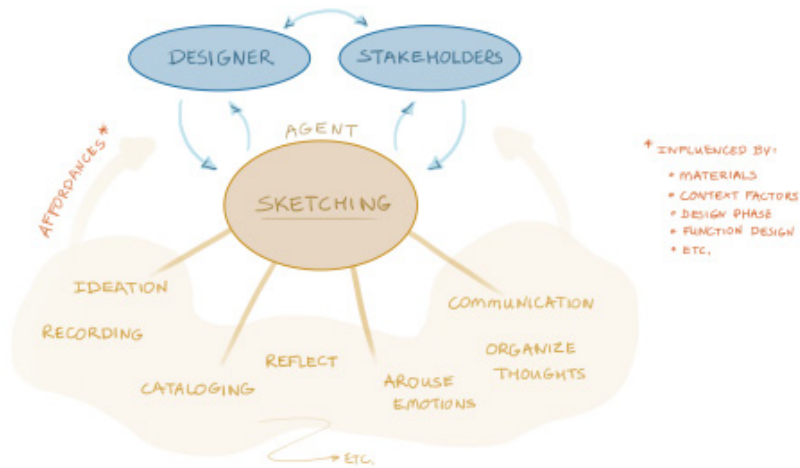 DESIGNER
STAKEHOLDERS
AGENT
SKETCHING
AFFORDANCES*
* INFLUENCED BY:
* MATERIALS
* CONTEXT FACTORS
* DESIGN PHASE
* FUNCTION DESIGN
* ETC.
IDEATION
RECORDING
CATALOGING
REFLECT
AROUSE
EMOTIONS
COMMUNICATION
ORGANIZE
THOUGHTS
ETC.